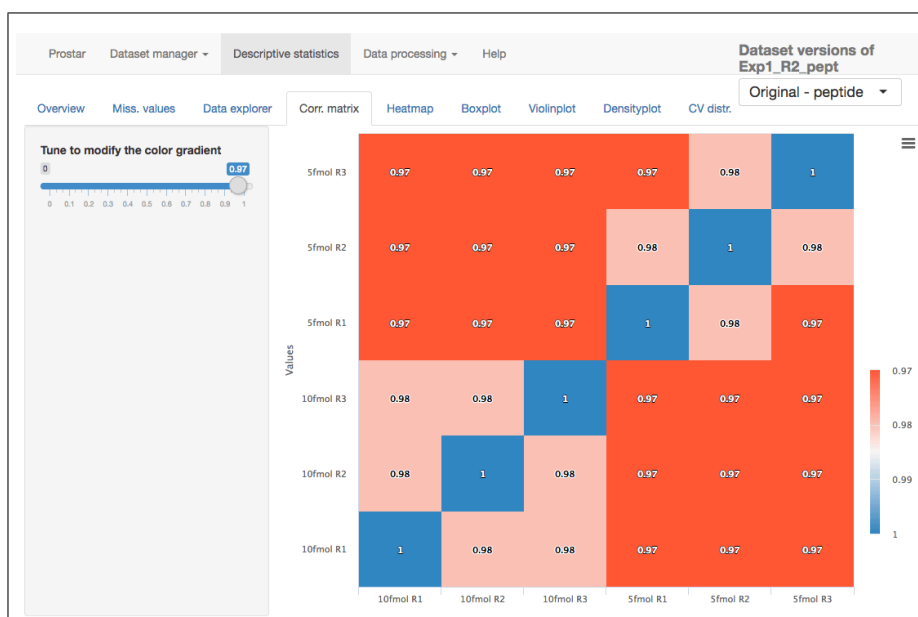 Prostar Dataset manager Descriptive statistics Data processing Help
Dataset versions of
Exp1_R2_pept
Original - peptide
Overview Miss. values Data explorer Corr. matrix Heatmap Boxplot Violinplot Densityplot CV distr.
Tune to modify the color gradient
0 0.97
0 0.1 0.2 0.3 0.4 0.5 0.6 0.7 0.8 0.9 1
Values
5fmol R3 0.97 0.97 0.97 0.97 0.98 1
5fmol R2 0.97 0.97 0.97 0.98 1 0.98
5fmol R1 0.97 0.97 0.97 1 0.98 0.97
10fmol R3 0.98 0.98 1 0.97 0.97 0.97
10fmol R2 0.98 1 0.98 0.97 0.97 0.97
10fmol R1 1 0.98 0.98 0.97 0.97 0.97
10fmol R1 10fmol R2 10fmol R3 5fmol R1 5fmol R2 5fmol R3
0.97
0.98
0.99
1